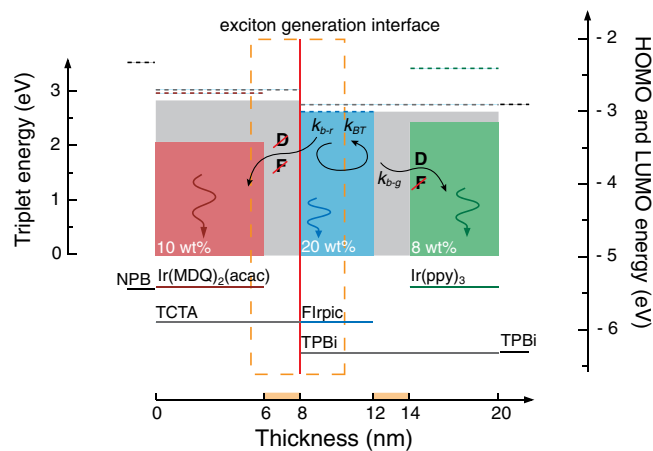 exciton generation interface
Triplet energy (eV)
3
2
1
0
- 2
- 3
- 4
- 5
- 6
HOMO and LUMO energy (eV)
D
F
k_b-r
k_BT
k_b-g
D
F
10 wt%
20 wt%
8 wt%
NPB
Ir(MDQ)₂(acac)
Ir(ppy)₃
TCTA
FIrpic
TPBi
TPBi
0
6
8
12
14
20
Thickness (nm)